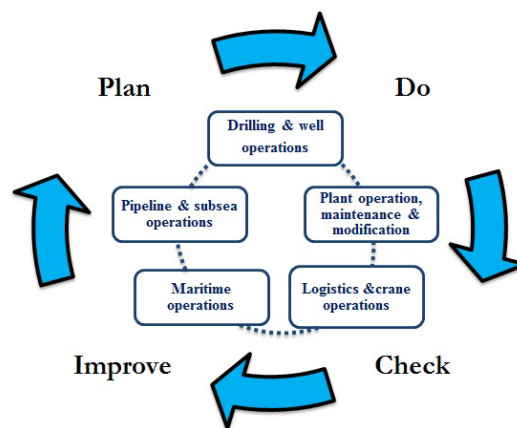 Plan
Do
Drilling & well
operations
Pipeline & subsea
operations
Plant operation,
maintenance &
modification
Maritime
operations
Logistics &crane
operations
Improve
Check